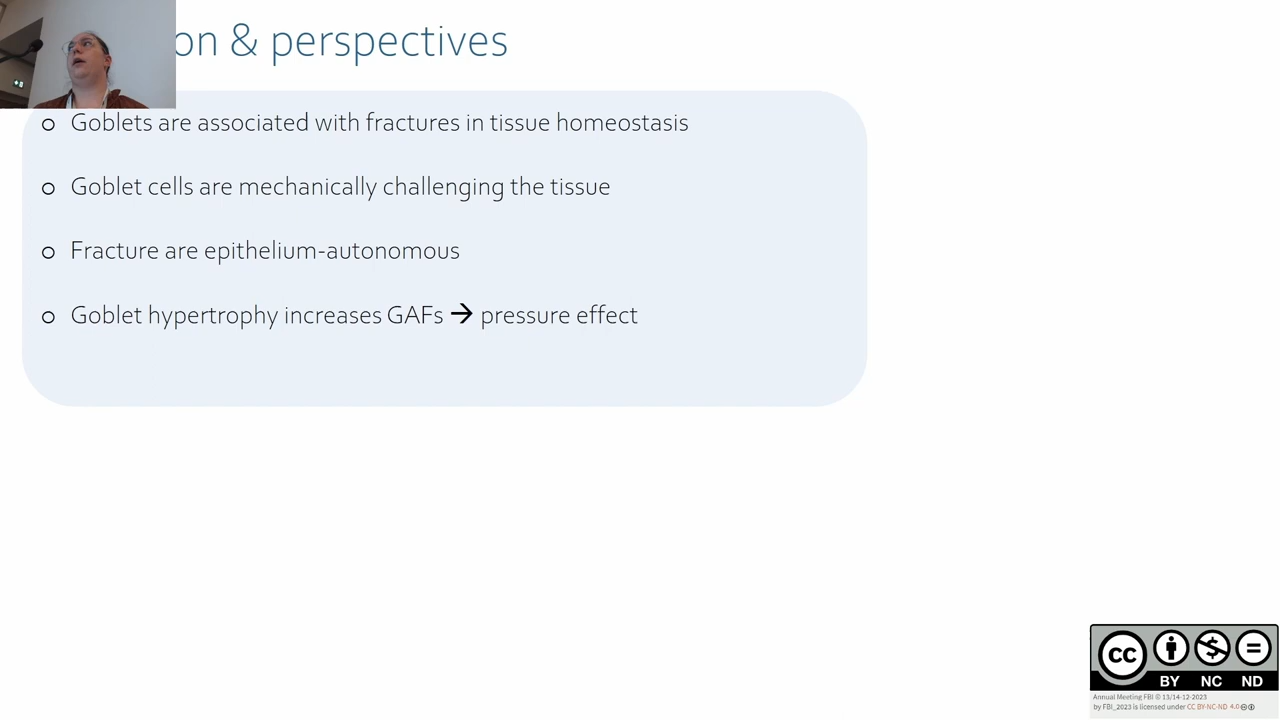 on & perspectives
Goblets are associated with fractures in tissue homeostasis
Goblet cells are mechanically challenging the tissue
Fracture are epithelium-autonomous
Goblet hypertrophy increases GAFs → pressure effect
CC
BY NC ND
Annual Meeting FBI © 13/14-12-2023
by FBI_2023 is licensed under CC BY-NC-ND 4.0